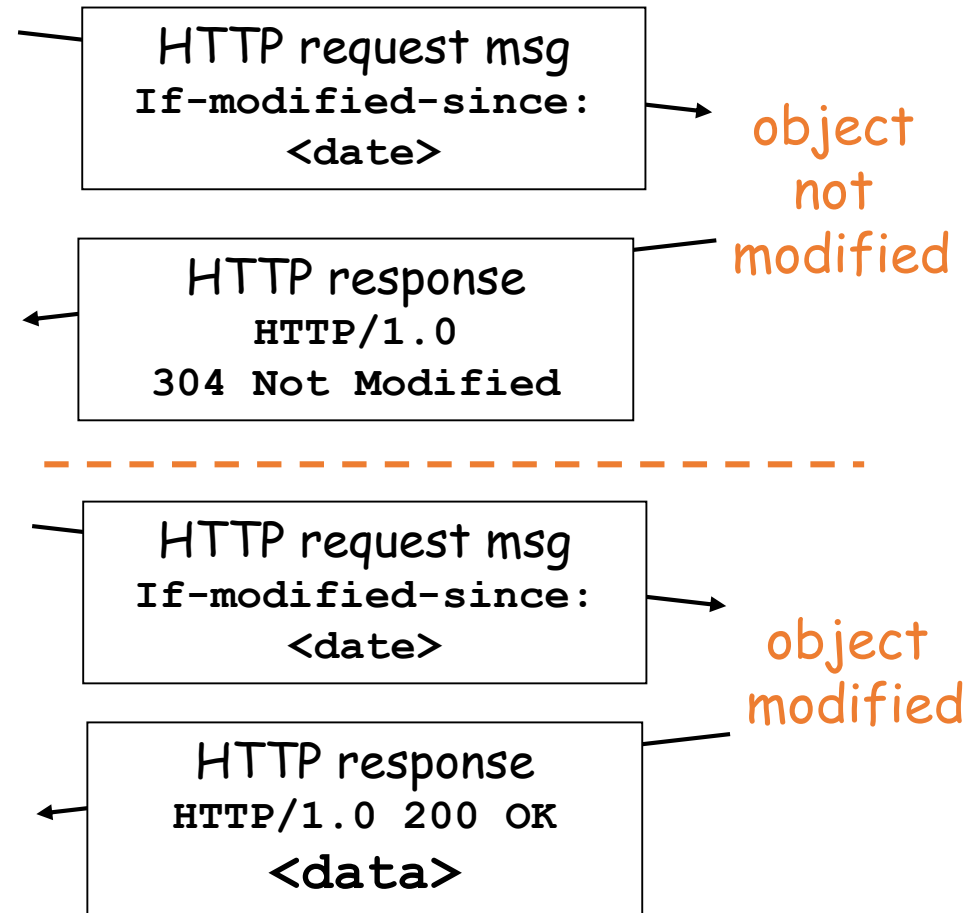 HTTP request msg
If-modified-since:
<date>
object
not
modified
HTTP response
HTTP/1.0
304 Not Modified
HTTP request msg
If-modified-since:
<date>
object
modified
HTTP response
HTTP/1.0 200 OK
<data>